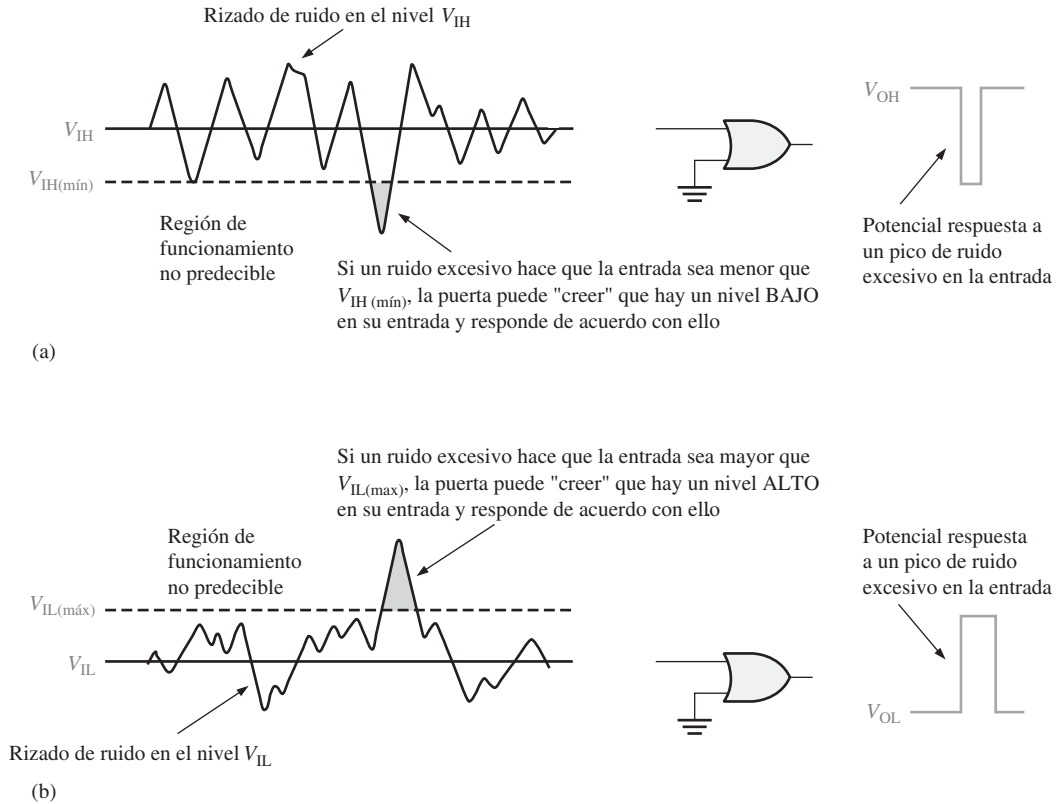 Rizado de ruido en el nivel VIH
VIH
VIH(mín)
Región de
funcionamiento
no predecible
Si un ruido excesivo hace que la entrada sea menor que
VIH (mín), la puerta puede "creer" que hay un nivel BAJO
en su entrada y responde de acuerdo con ello
VOH
Potencial respuesta a
un pico de ruido
excesivo en la entrada
(a)
Si un ruido excesivo hace que la entrada sea mayor que
VIL(max), la puerta puede "creer" que hay un nivel ALTO
en su entrada y responde de acuerdo con ello
Región de
funcionamiento
no predecible
VIL(máx)
VIL
Rizado de ruido en el nivel VIL
Potencial respuesta
a un pico de ruido
excesivo en la entrada
VOL
(b)